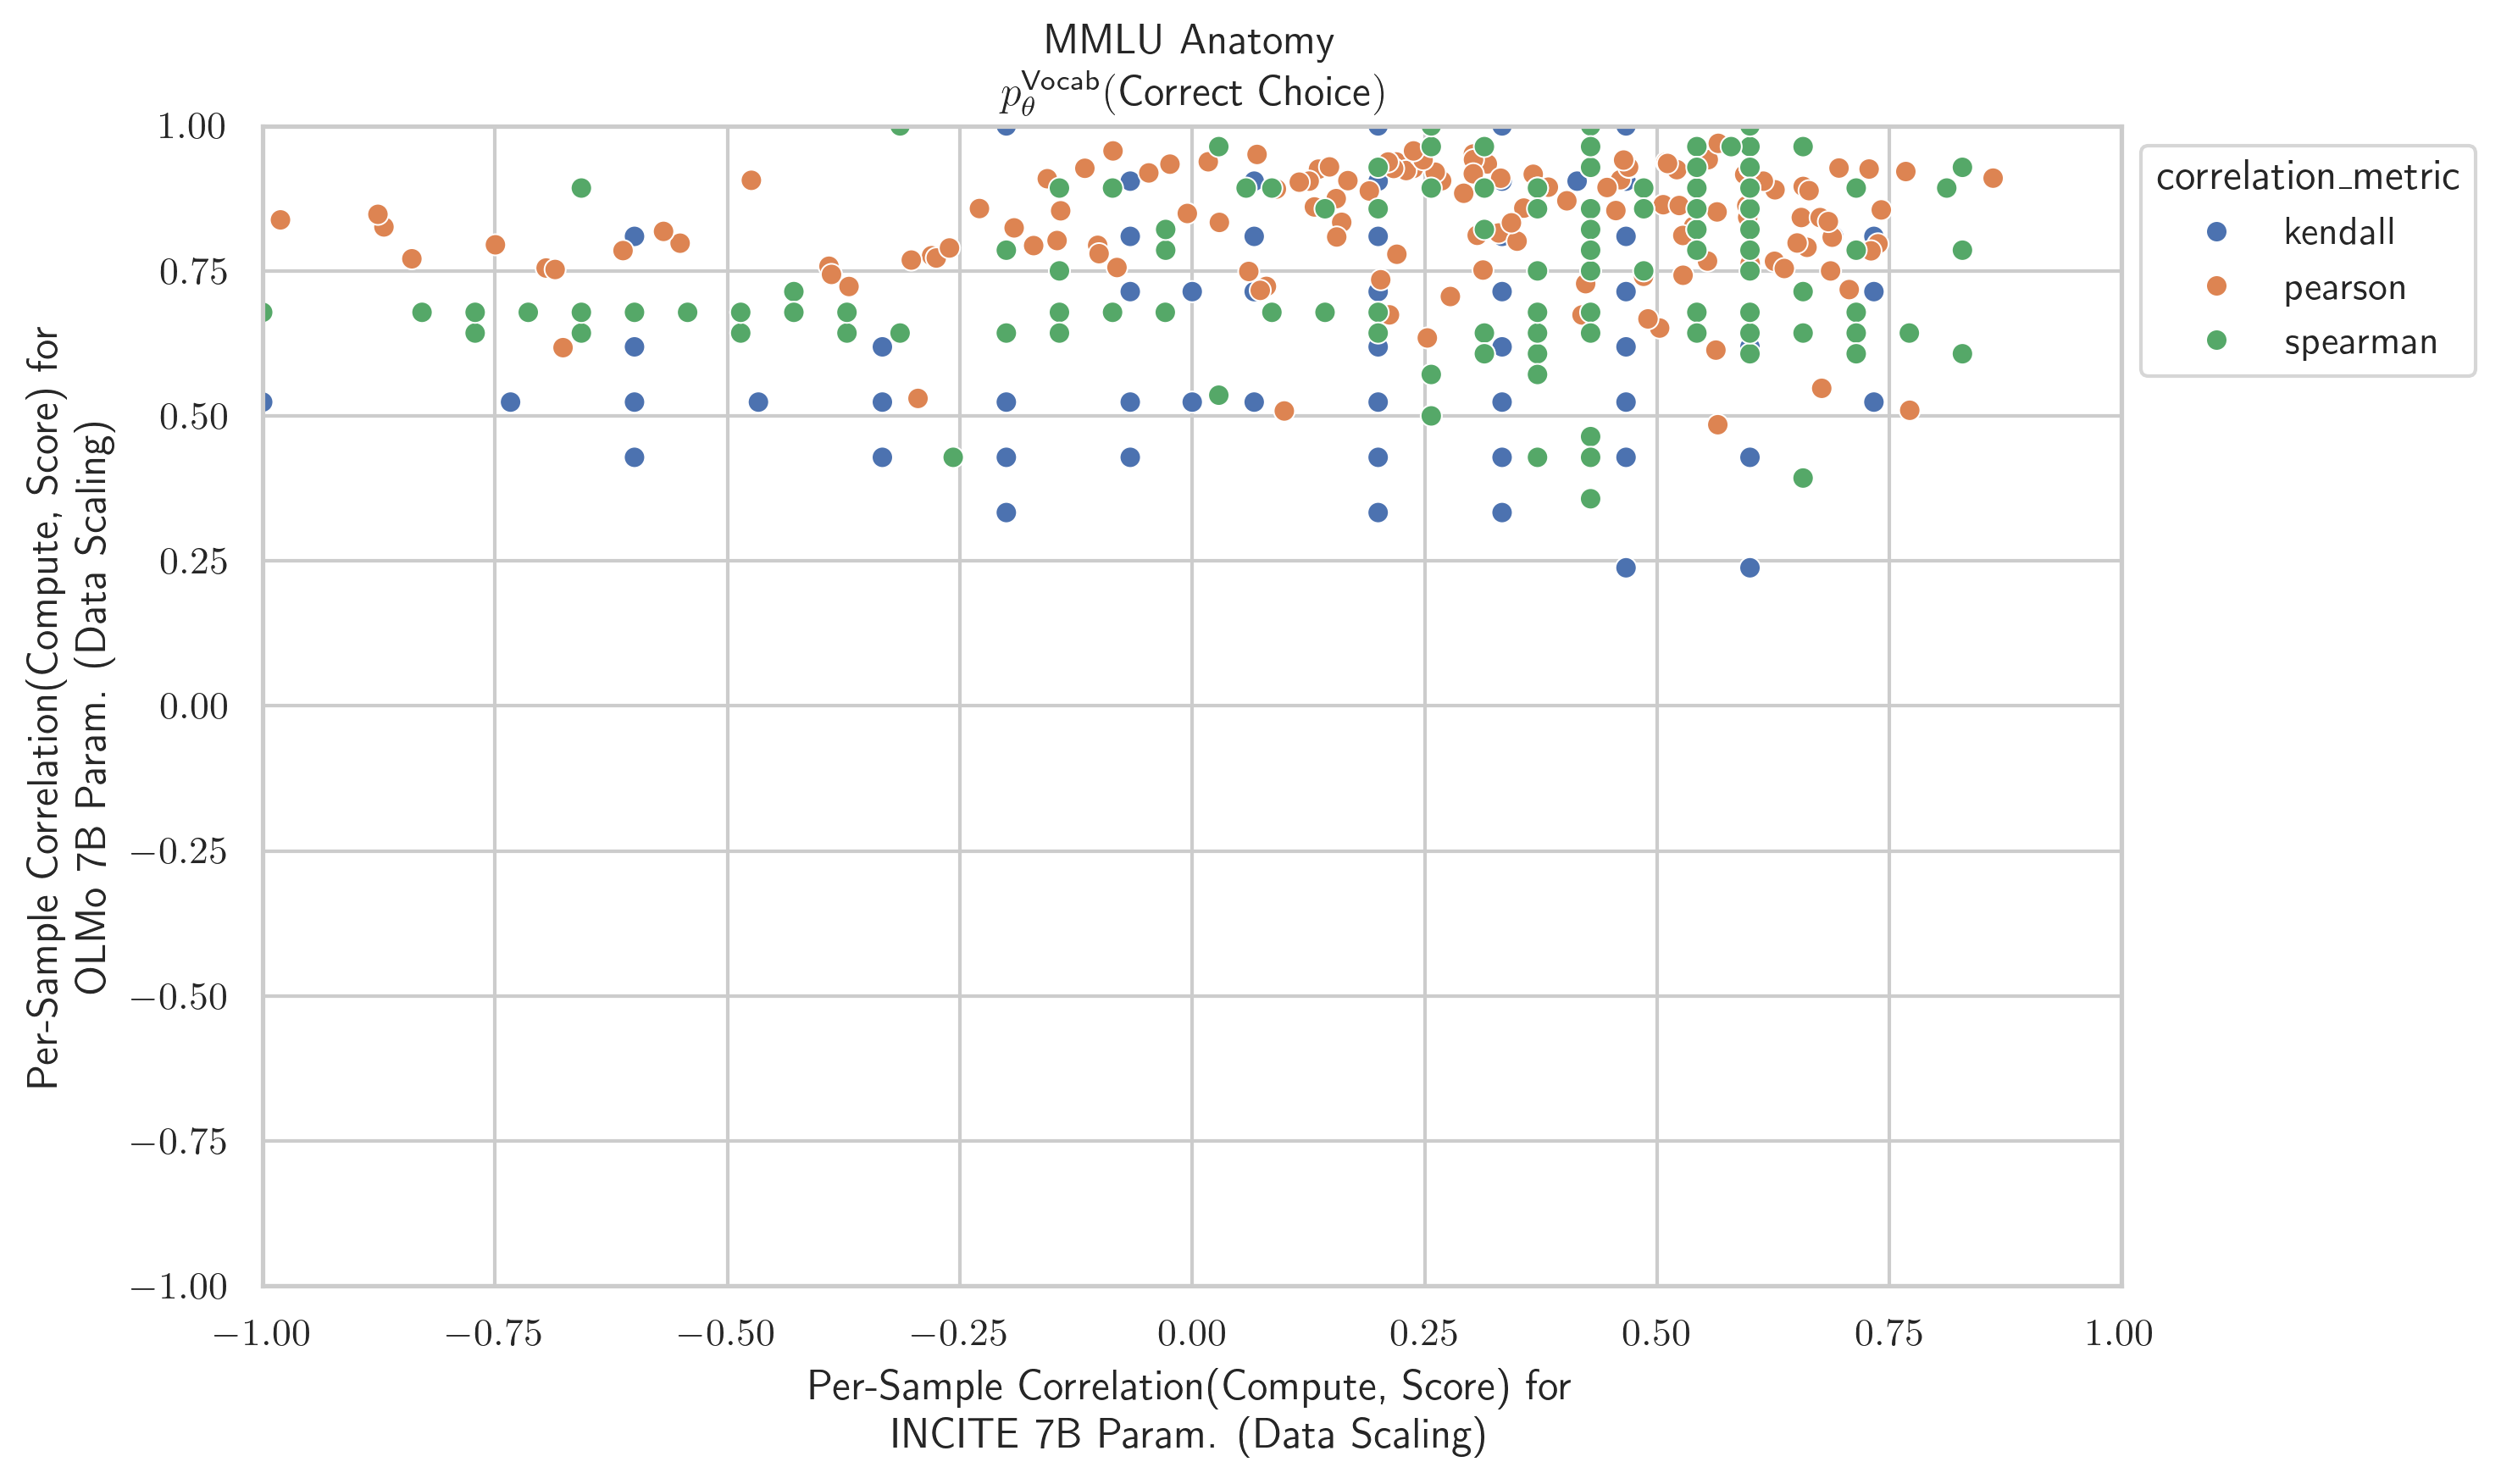 MMLU Anatomy
p_θ^Vocab(Correct Choice)
1.00
0.75
0.50
0.25
0.00
−0.25
−0.50
−0.75
−1.00
Per-Sample Correlation(Compute, Score) for
OLMo 7B Param. (Data Scaling)
−1.00 −0.75 −0.50 −0.25 0.00 0.25 0.50 0.75 1.00
Per-Sample Correlation(Compute, Score) for
INCITE 7B Param. (Data Scaling)
correlation_metric
kendall
pearson
spearman